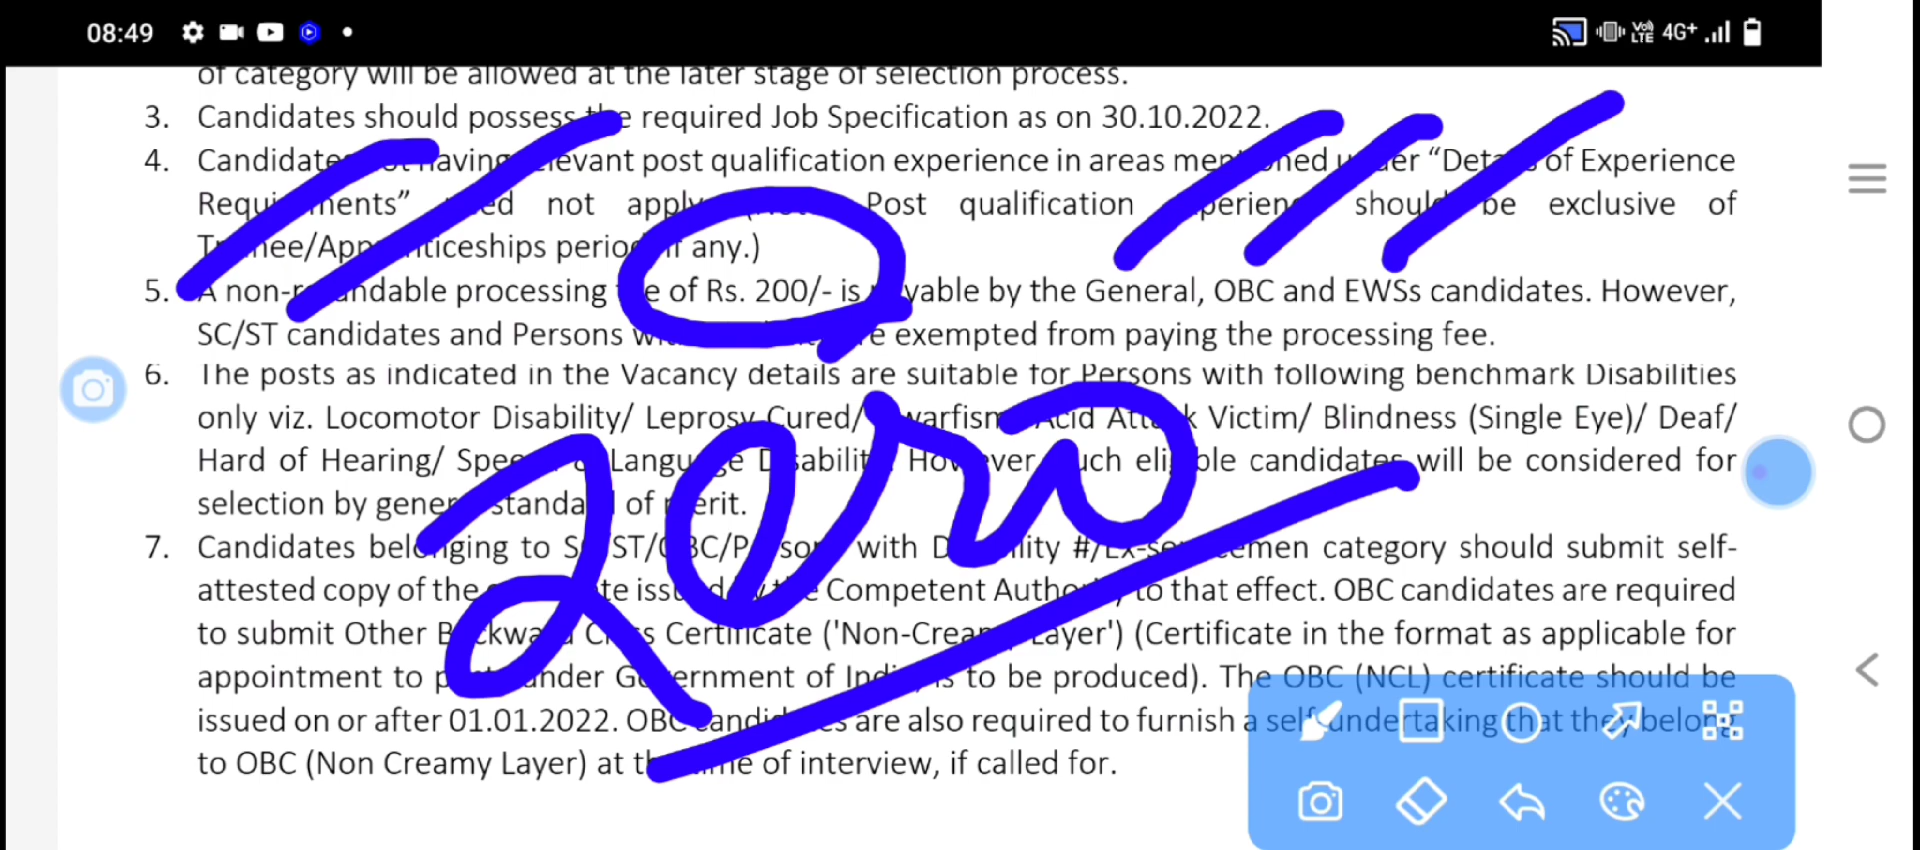 08:49 VoLTE 4G+
of category will be allowed at the later stage of selection process.
3. Candidates should possess the required Job Specification as on 30.10.2022.
4. Candidates not having relevant post qualification experience in areas mentioned under “Details of Experience
Requirements” need not apply. (Note: Post qualification experience should be exclusive of
Trainee/Apprenticeships period if any.)
5. A non-refundable processing fee of Rs. 200/- is payable by the General, OBC and EWSs candidates. However,
SC/ST candidates and Persons with are exempted from paying the processing fee.
6. The posts as indicated in the Vacancy details are suitable for Persons with following benchmark Disabilities
only viz. Locomotor Disability/ Leprosy Cured/ Dwarfism/ Acid Attack Victim/ Blindness (Single Eye)/ Deaf/
Hard of Hearing/ Speech & Language Disability. However such eligible candidates will be considered for
selection by general standard of merit.
7. Candidates belonging to SC/ST/OBC/Persons with Disability #/Ex-servicemen category should submit self-
attested copy of the certificate issued by the Competent Authority to that effect. OBC candidates are required
to submit Other Backward Class Certificate ('Non-Creamy Layer') (Certificate in the format as applicable for
appointment to posts under Government of India, is to be produced). The OBC (NCL) certificate should be
issued on or after 01.01.2022. OBC candidates are also required to furnish a self undertaking that they belong
to OBC (Non Creamy Layer) at the time of interview, if called for.
zero